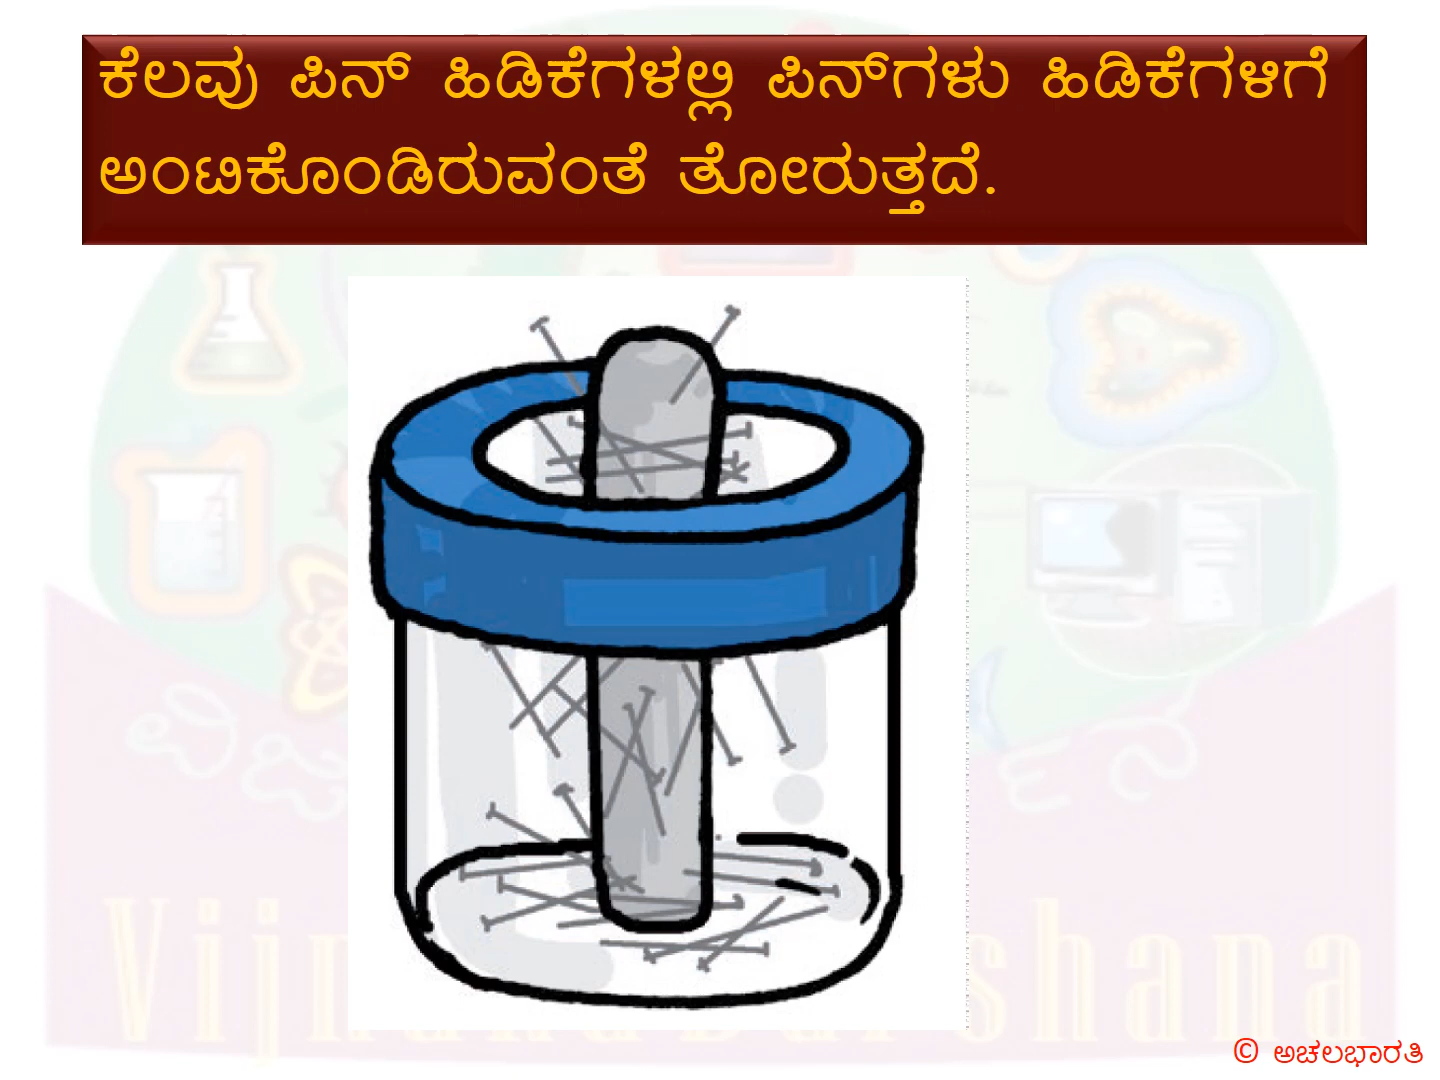 ಕೆಲವು ಪಿನ್ ಹಿಡಿಕೆಗಳಲ್ಲಿ ಪಿನ್‌ಗಳು ಹಿಡಿಕೆಗಳಿಗೆ
ಅಂಟಿಕೊಂಡಿರುವಂತೆ ತೋರುತ್ತದೆ.
© ಅಚಲಭಾರತಿ